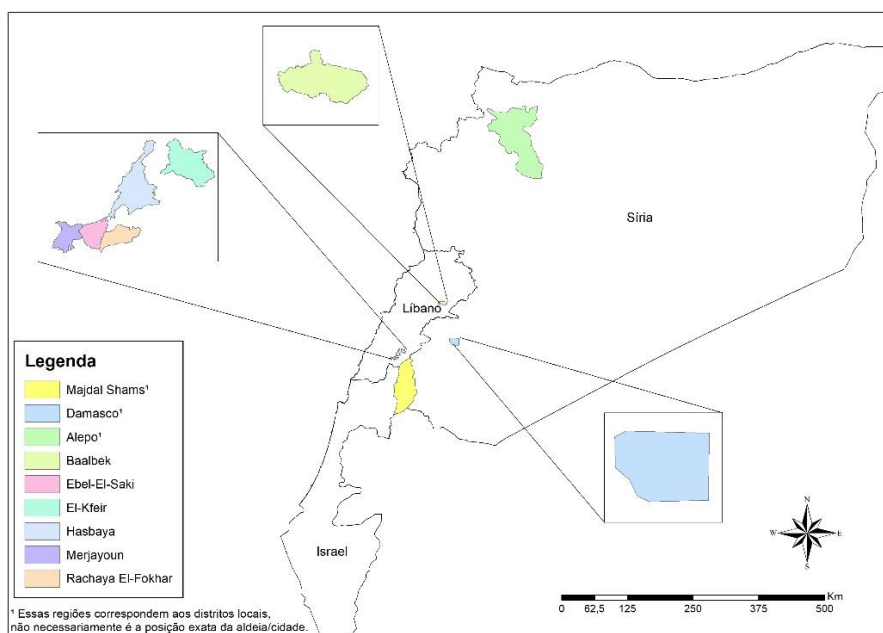 Síria
Líbano
Israel
Legenda
Majdal Shams¹
Damasco¹
Alepo¹
Baalbek
Ebel-El-Saki
El-Kfeir
Hasbaya
Merjayoun
Rachaya El-Fokhar
¹ Essas regiões correspondem aos distritos locais,
não necessariamente é a posição exata da aldeia/cidade.
N
W E
S
Km
0 62,5 125 250 375 500